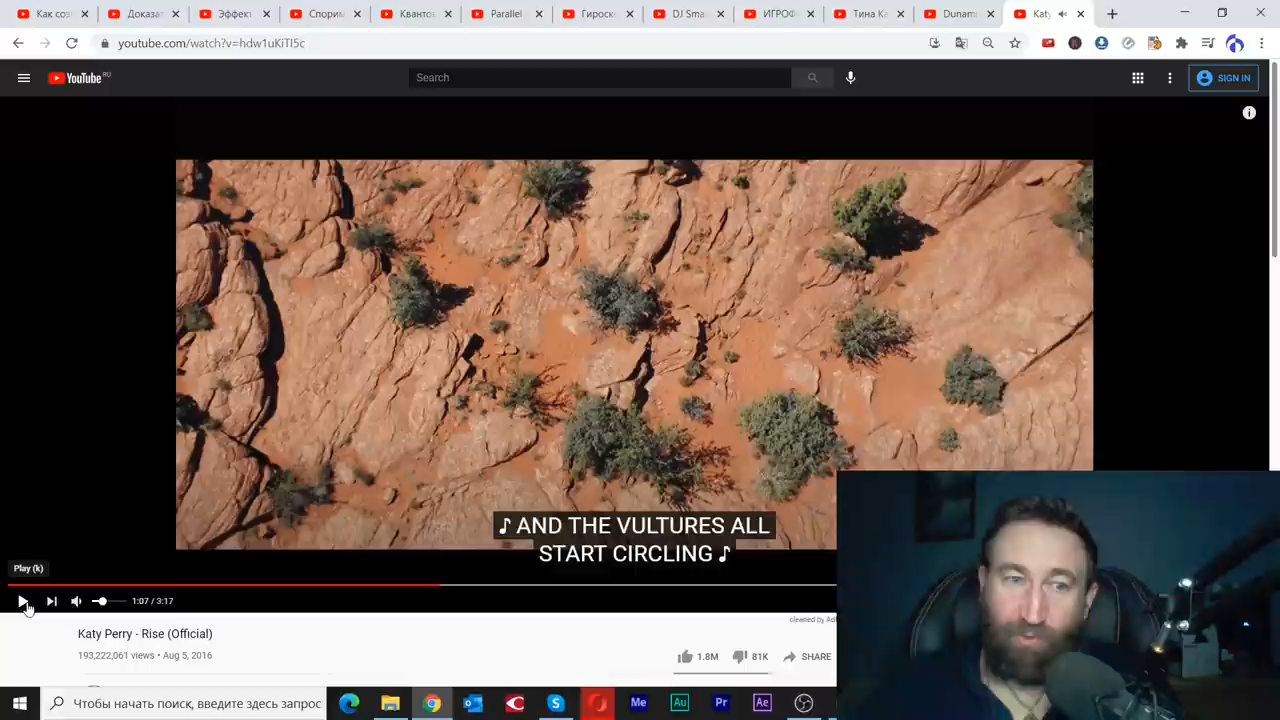 Как соз
Доказат
Эффект
Спорим
Квантов
Parallel
Гироско
DJ Sma
ИГРОФ
Тина Ка
Dunam
Katy
youtube.com/watch?v=hdw1uKiTI5c
YouTube RU
Search
SIGN IN
♪ AND THE VULTURES ALL
START CIRCLING ♪
Play (k)
1:07 / 3:17
Katy Perry - Rise (Official)
193,222,061 views • Aug 5, 2016
1.8M
81K
SHARE
Чтобы начать поиск, введите здесь запрос
Me
Au
Pr
Ae